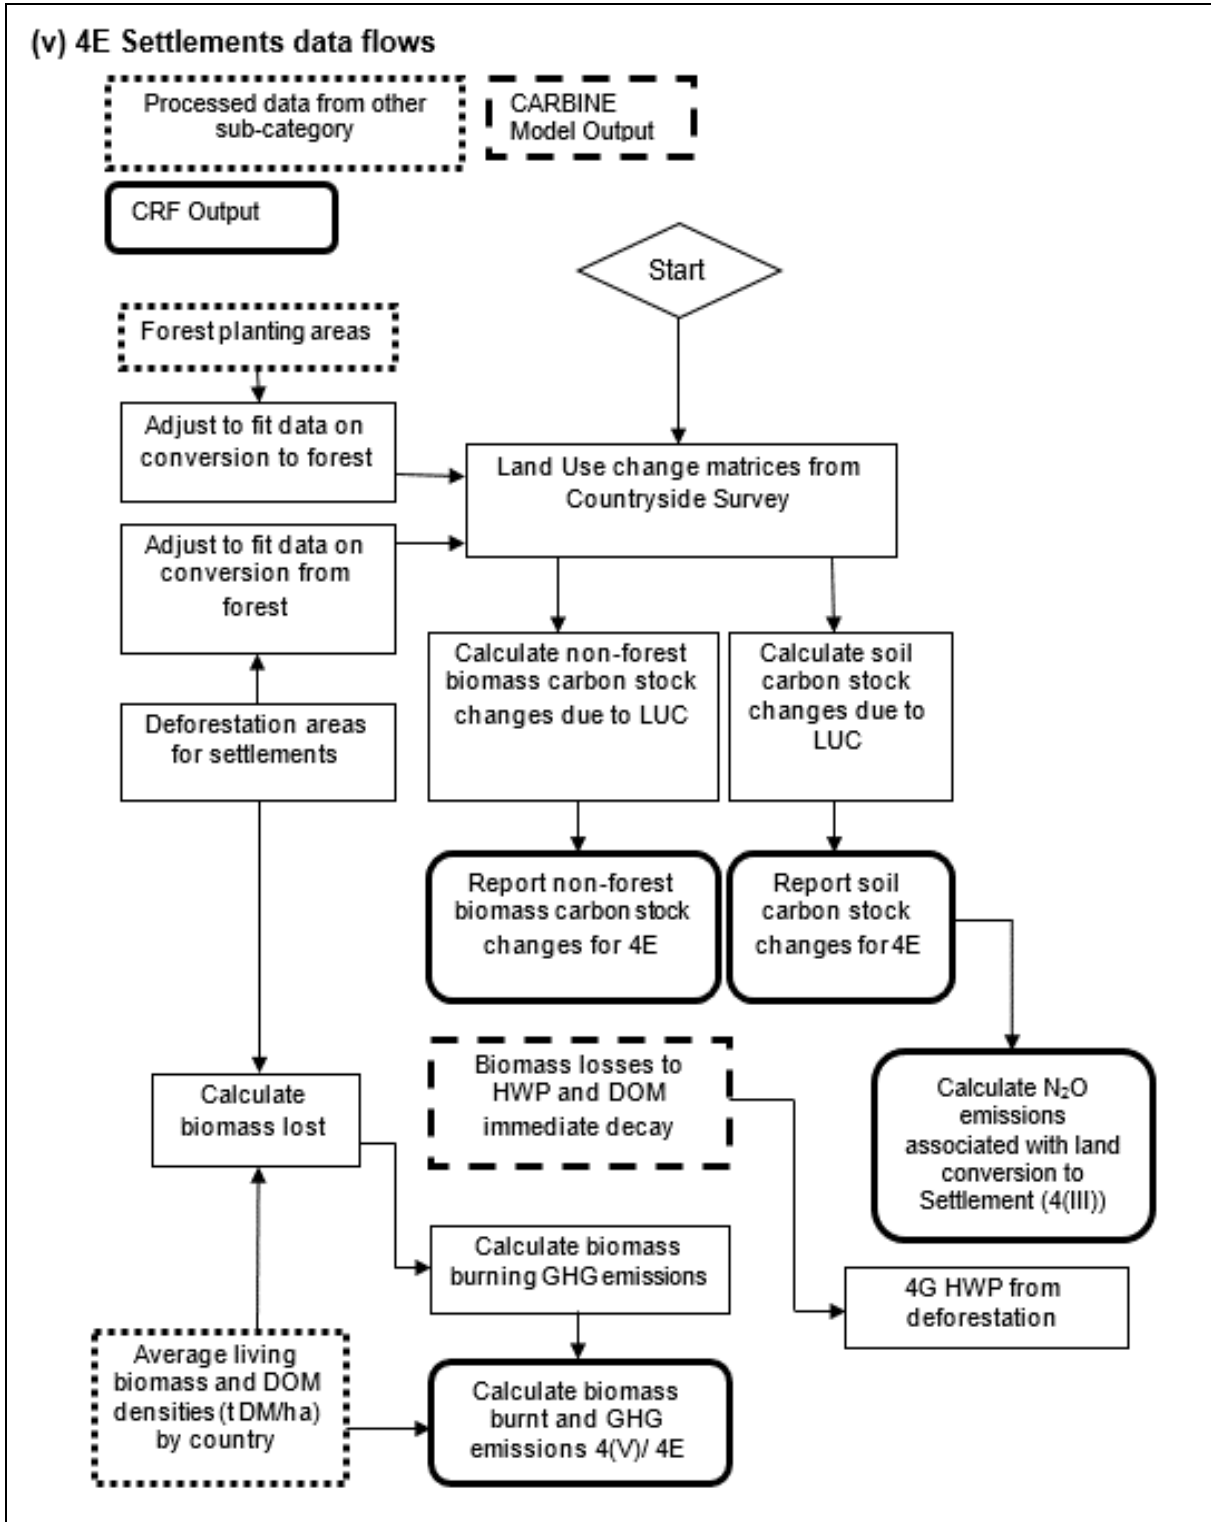 (v) 4E Settlements data flows
Processed data from other
sub-category
CARBINE
Model Output
CRF Output
Start
Forest planting areas
Adjust to fit data on
conversion to forest
Land Use change matrices from
Countryside Survey
Adjust to fit data on
conversion from
forest
Calculate non-forest
biomass carbon stock
changes due to LUC
Calculate soil
carbon stock
changes due to
LUC
Deforestation areas
for settlements
Report non-forest
biomass carbon stock
changes for 4E
Report soil
carbon stock
changes for 4E
Biomass losses to
HWP and DOM
immediate decay
Calculate N₂O
emissions
associated with land
conversion to
Settlement (4(III))
Calculate
biomass lost
Calculate biomass
burning GHG emissions
4G HWP from
deforestation
Average living
biomass and DOM
densities (t DM/ha)
by country
Calculate biomass
burnt and GHG
emissions 4(V)/ 4E